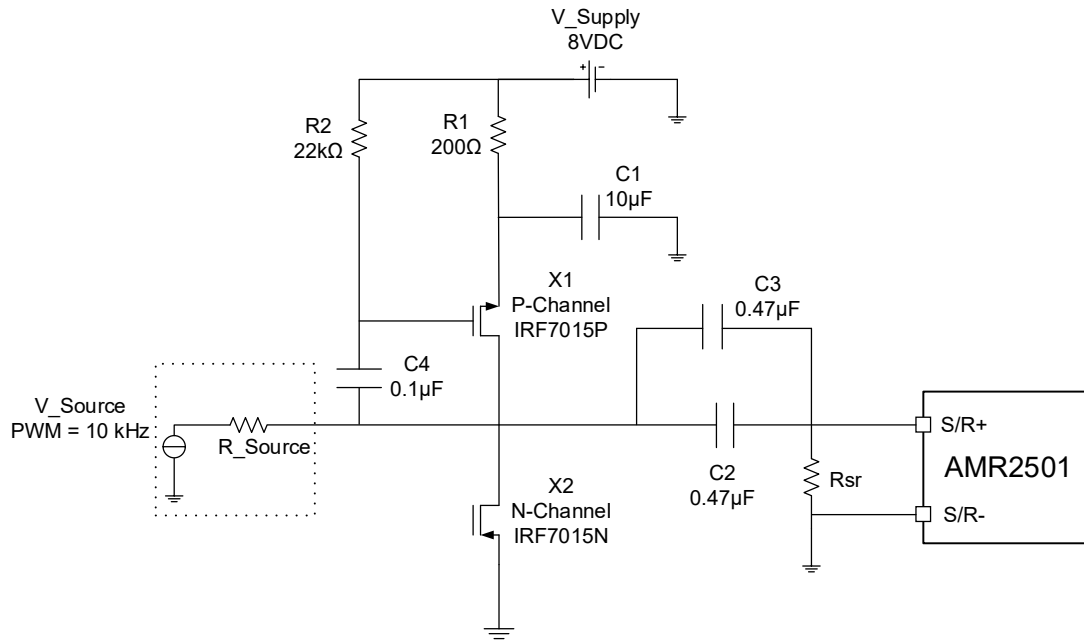 V_Supply
8VDC
+ -
R2
22kΩ
R1
200Ω
C1
10µF
X1
P-Channel
IRF7015P
C3
0.47µF
C4
0.1µF
V_Source
PWM = 10 kHz
R_Source
C2
0.47µF
Rsr
S/R+
AMR2501
S/R-
X2
N-Channel
IRF7015N